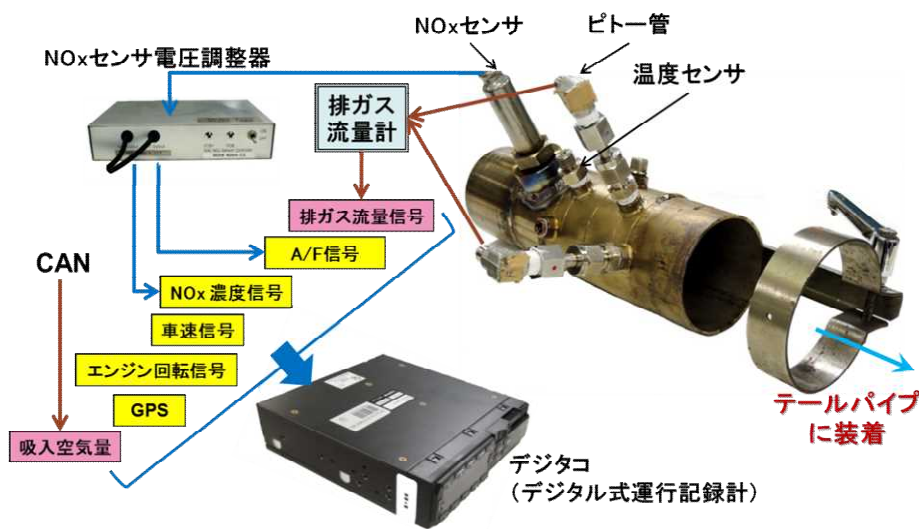 NOxセンサ
ピトー管
NOxセンサ電圧調整器
温度センサ
排ガス
流量計
排ガス流量信号
A/F信号
CAN
NOx 濃度信号
車速信号
エンジン回転信号
GPS
吸入空気量
テールパイプ
に装着
デジタコ
(デジタル式運行記録計)